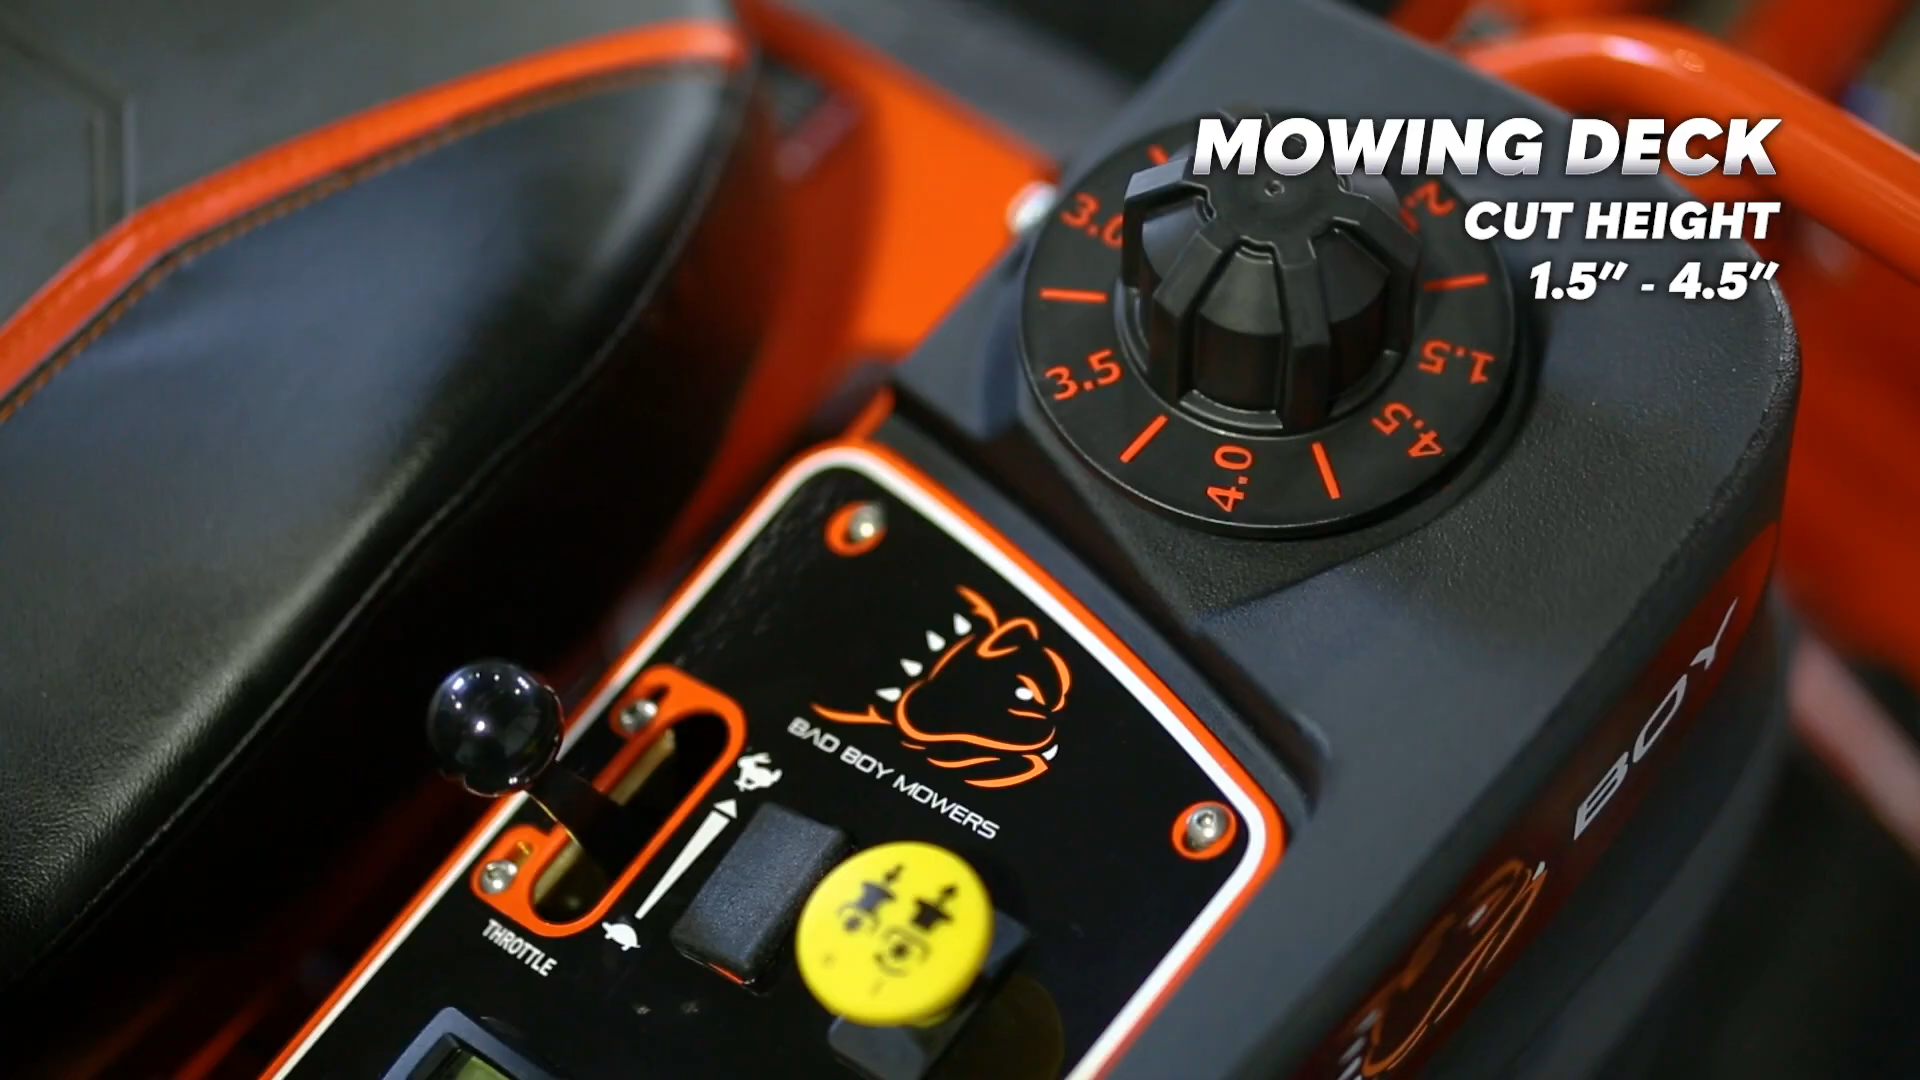 MOWING DECK
CUT HEIGHT
1.5" - 4.5"
3.0
3.5
4.0
4.5
1.5
BAD BOY MOWERS
THROTTLE
BOY